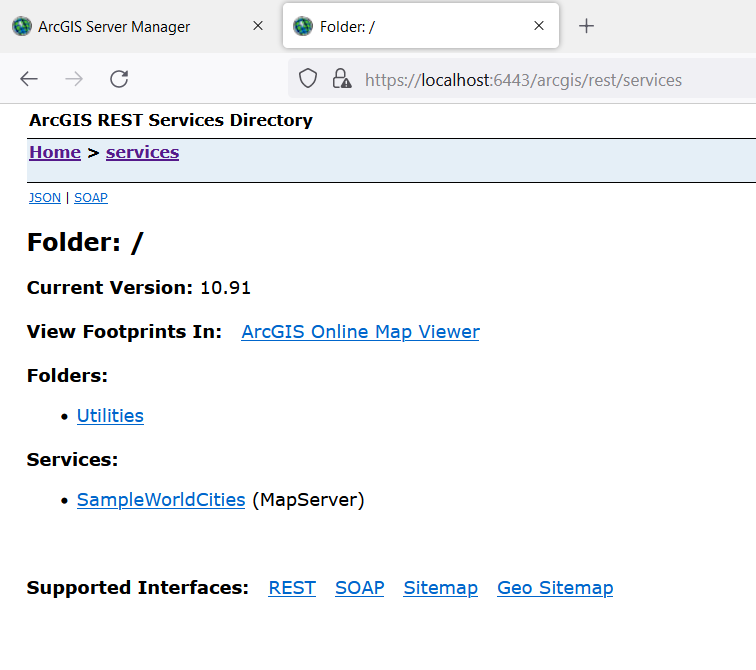 ArcGIS Server Manager
Folder: /
https://localhost:6443/arcgis/rest/services
ArcGIS REST Services Directory
Home > services
JSON | SOAP
Folder: /
Current Version: 10.91
View Footprints In: ArcGIS Online Map Viewer
Folders:
• Utilities
Services:
• SampleWorldCities (MapServer)
Supported Interfaces: REST SOAP Sitemap Geo Sitemap